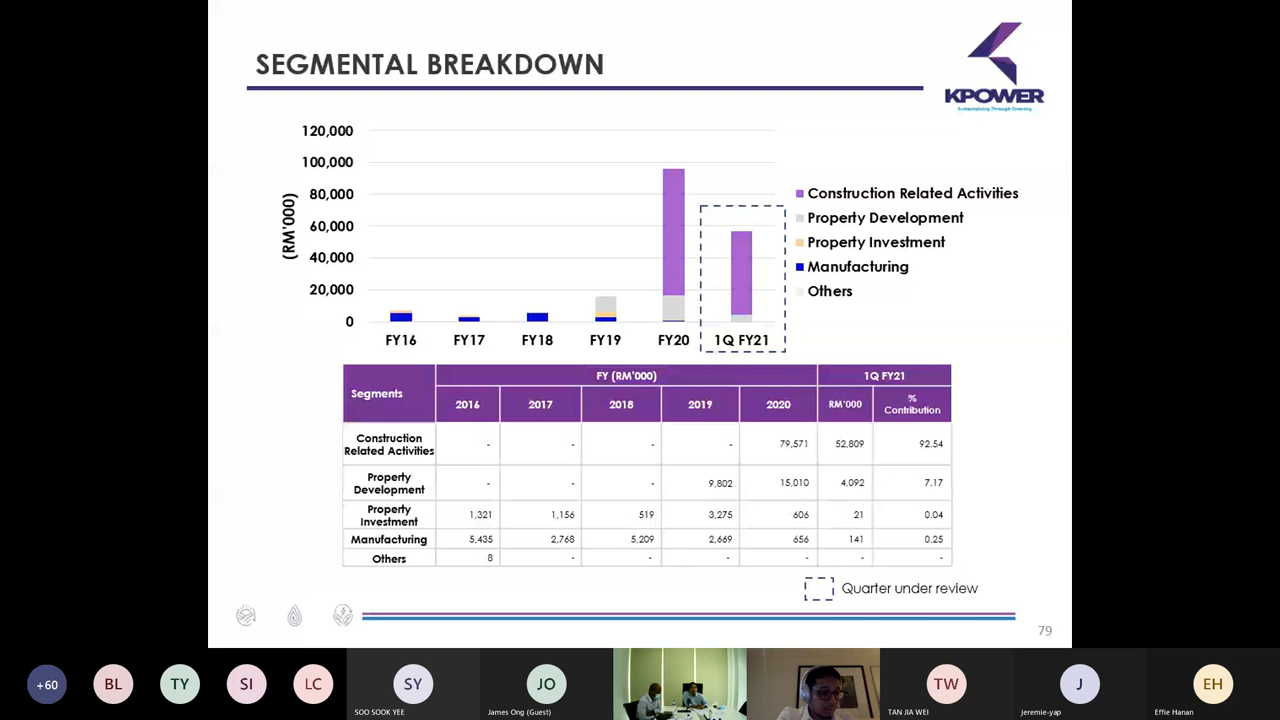 SEGMENTAL BREAKDOWN
KPOWER
120,000
100,000
80,000
60,000
40,000
20,000
0
(RM'000)
FY16 FY17 FY18 FY19 FY20 1Q FY21
Construction Related Activities
Property Development
Property Investment
Manufacturing
Others
Segments FY (RM'000) 1Q FY21
2016 2017 2018 2019 2020 RM'000 % Contribution
Construction Related Activities - - - - 79,571 52,809 92.54
Property Development - - - 9,802 15,010 4,092 7.17
Property Investment 1,321 1,156 519 3,275 606 21 0.04
Manufacturing 5,435 2,768 5,209 2,669 656 141 0.25
Others 8 - - - - - -
Quarter under review
79
+60 BL TY SI LC SY JO TW J EH
SOO SOOK YEE James Ong (Guest) TAN JIA WEI jeremie-yap Effie Hanan